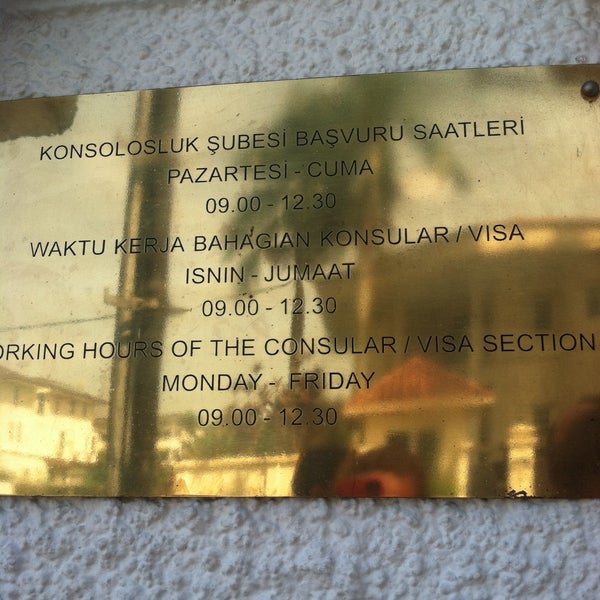 KONSOLOSLUK ŞUBESİ BAŞVURU SAATLERİ
PAZARTESİ - CUMA
09.00 - 12.30
WAKTU KERJA BAHAGIAN KONSULAR / VISA
ISNIN - JUMAAT
09.00 - 12.30
ORKING HOURS OF THE CONSULAR / VISA SECTION
MONDAY - FRIDAY
09.00 - 12.30